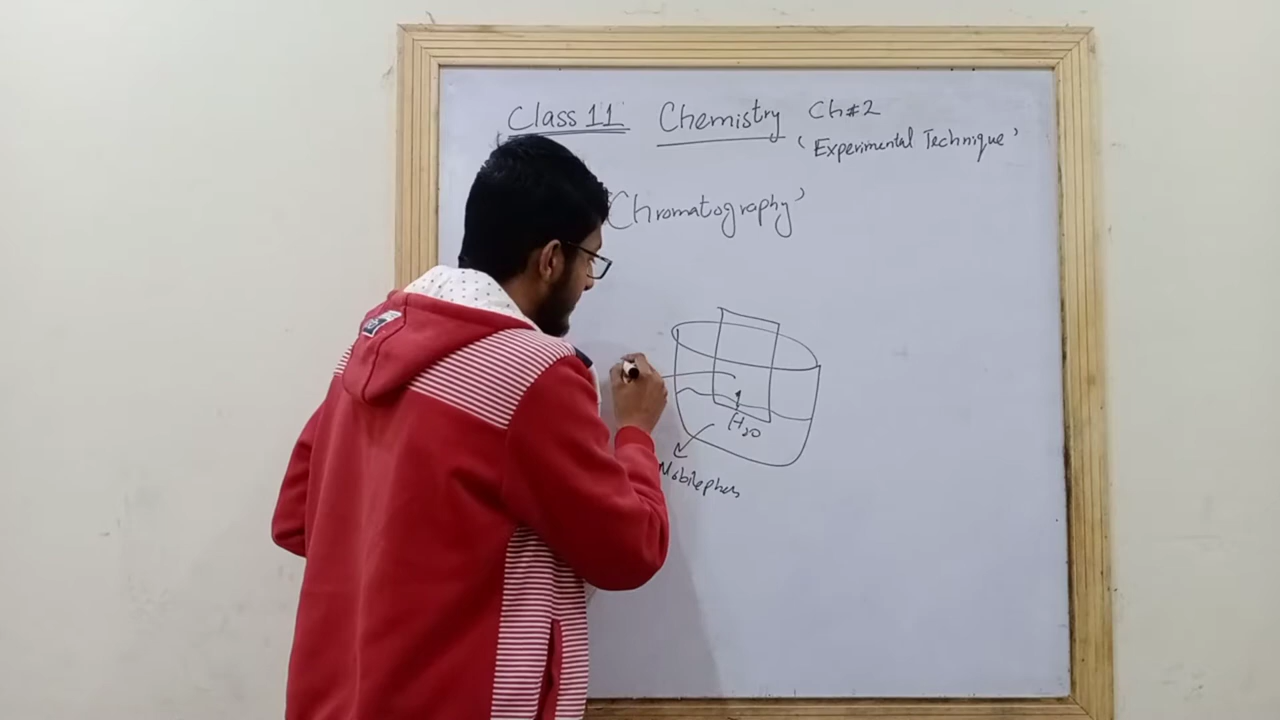 Class 11 Chemistry Ch#2
'Experimental Technique'
Chromatography'
H2O
Mobilephas